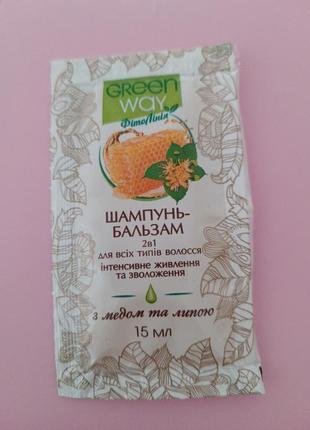 GREEN
way
ФітоЛінія
ШАМПУНЬ-
БАЛЬЗАМ
2в1
для всіх типів волосся
інтенсивне живлення
та зволоження
з медом та липою
15 мл